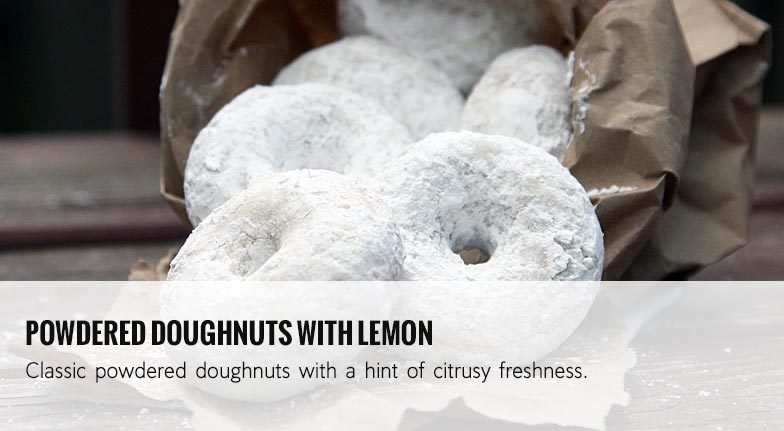 POWDERED DOUGHNUTS WITH LEMON
Classic powdered doughnuts with a hint of citrusy freshness.